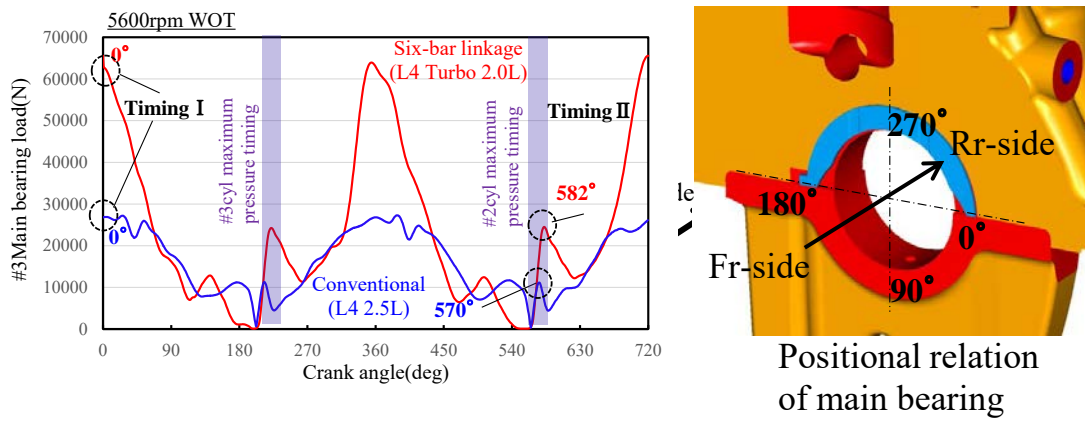 5600rpm WOT
70000
60000
50000
40000
30000
20000
10000
0
#3Main bearing load(N)
0
90
180
270
360
450
540
630
720
Crank angle(deg)
0°
Timing Ⅰ
0°
#3cyl maximum
pressure timing
Six-bar linkage
(L4 Turbo 2.0L)
Conventional
(L4 2.5L)
#2cyl maximum
pressure timing
Timing Ⅱ
582°
570°
270°
Rr-side
180°
0°
Fr-side
90°
Positional relation
of main bearing